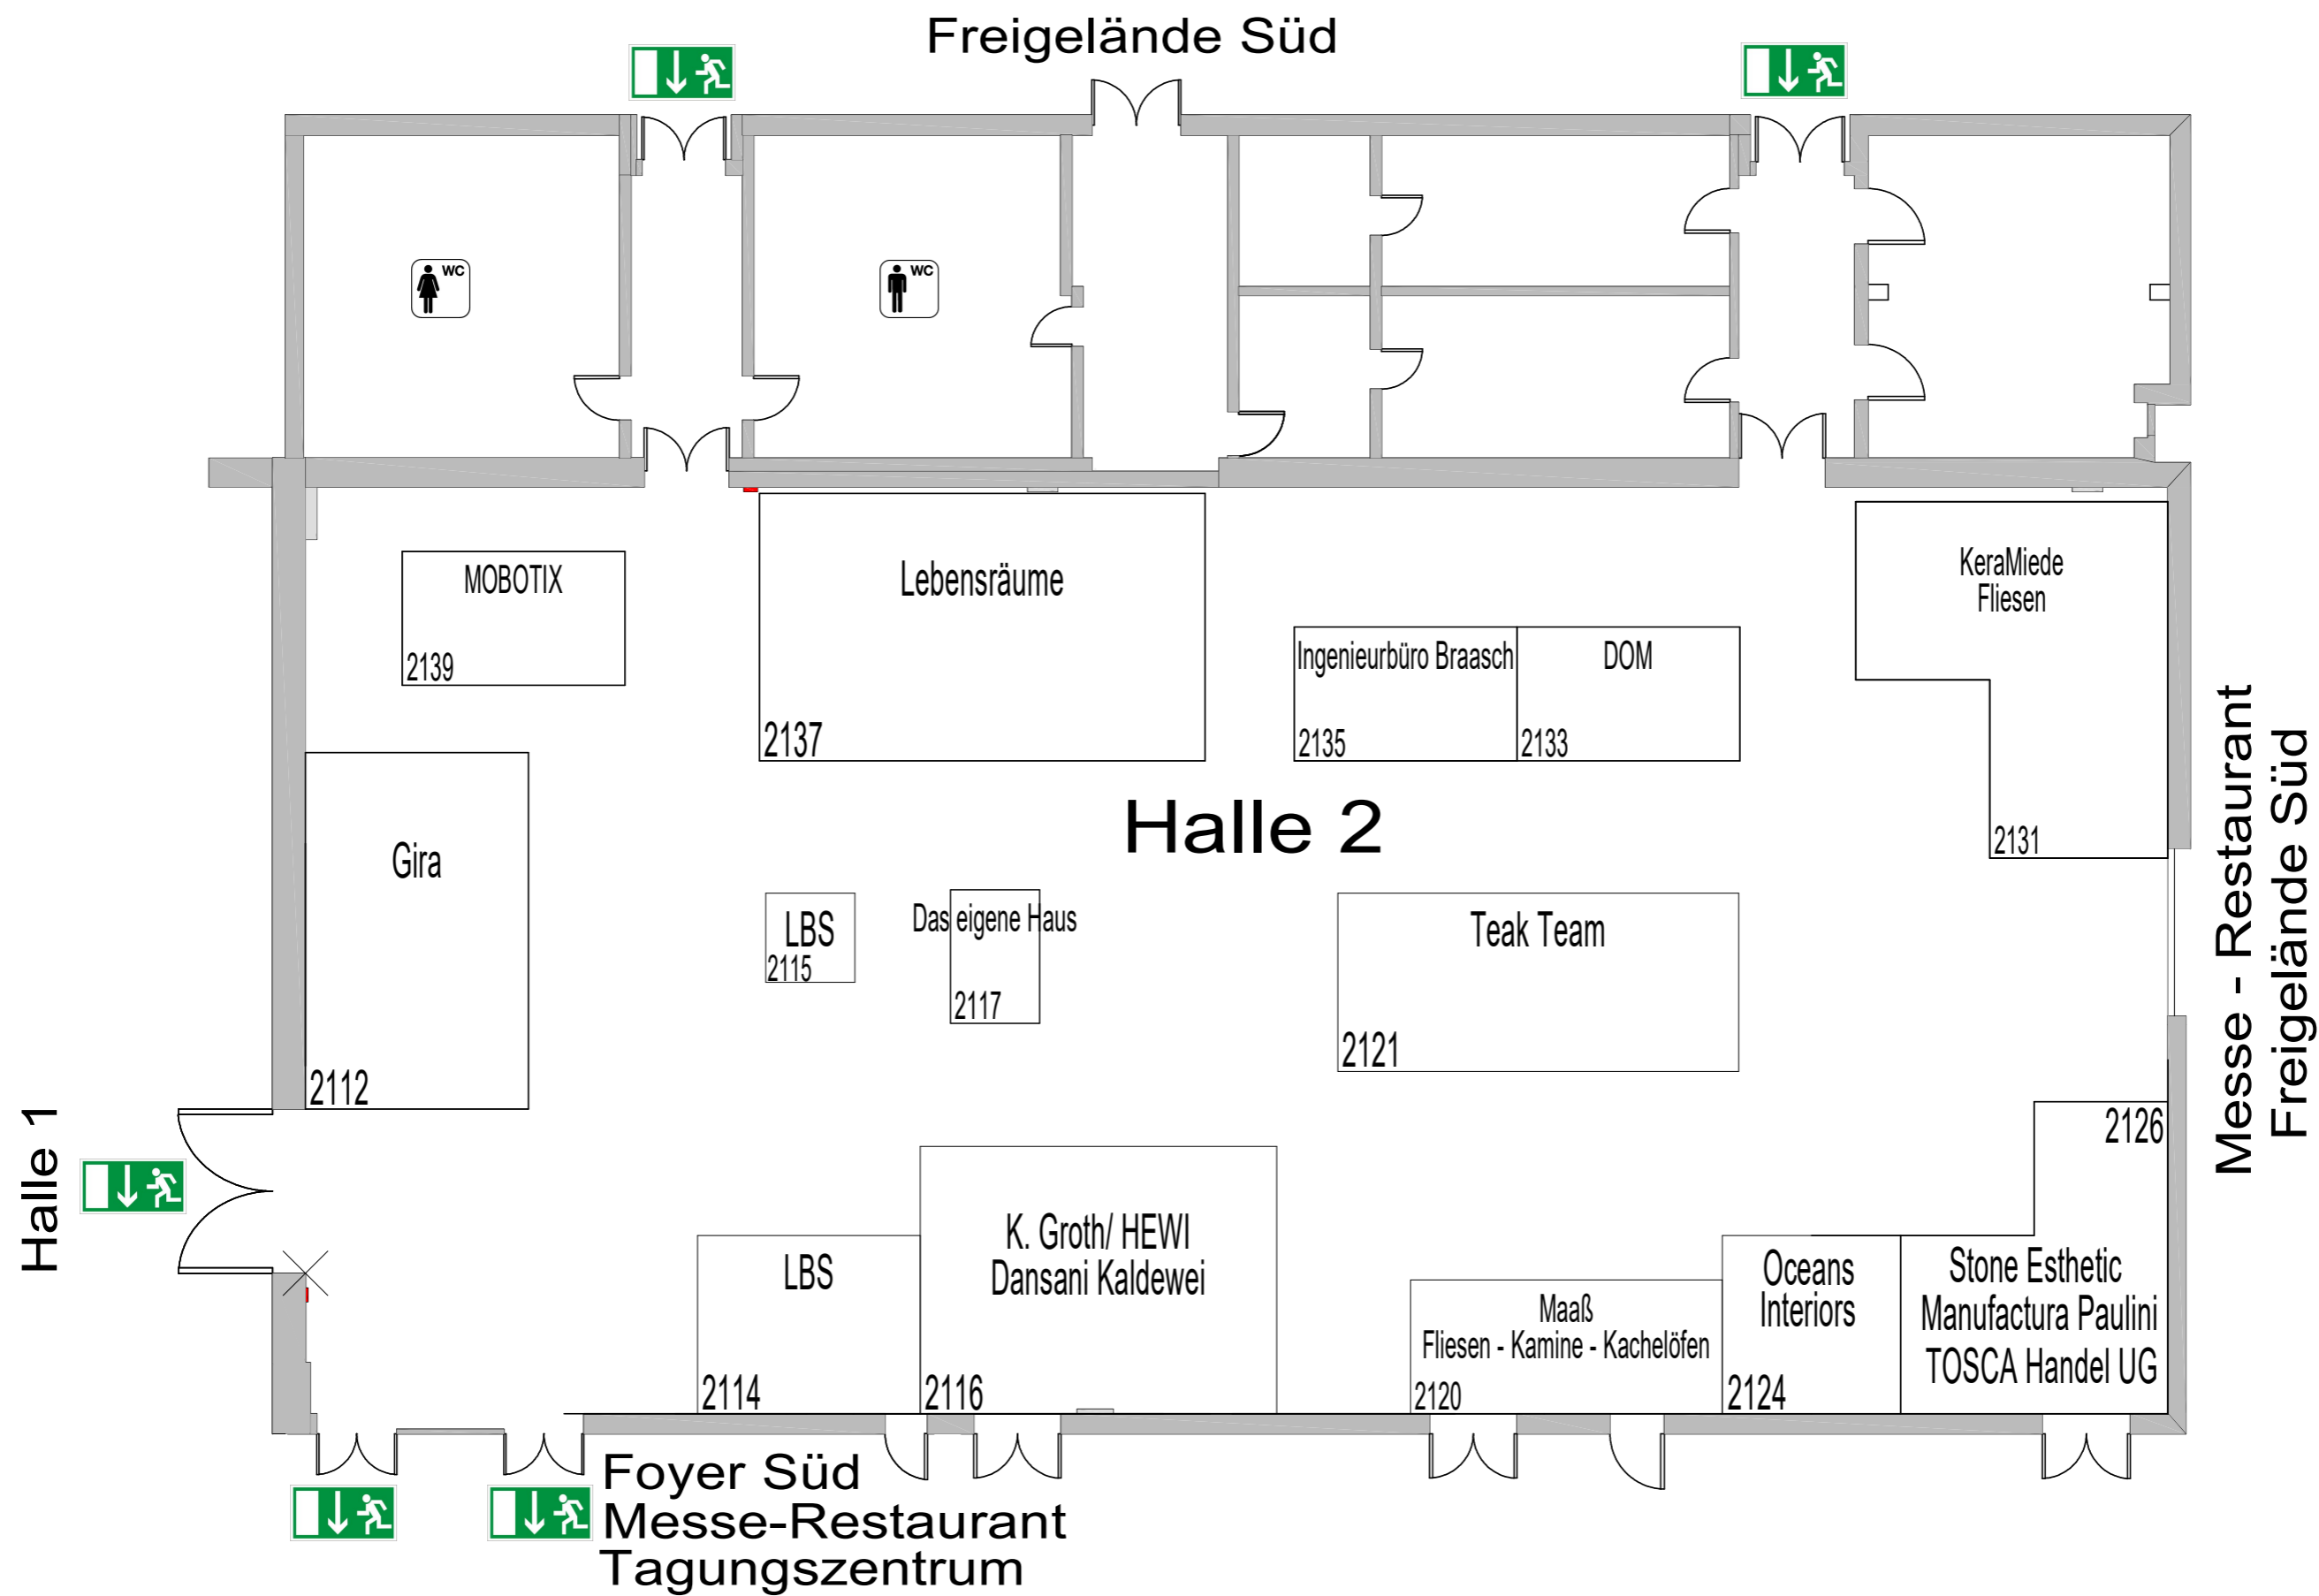 Freigelände Süd
WC
WC
MOBOTIX
2139
Lebensräume
2137
Ingenieurbüro Braasch
2135
DOM
2133
KeraMiede
Fliesen
2131
Halle 2
Gira
2112
LBS
2115
Das eigene Haus
2117
Teak Team
2121
Messe - Restaurant
Freigelände Süd
Halle 1
LBS
2114
K. Groth/ HEWI
Dansani Kaldewei
2116
Maaß
Fliesen - Kamine - Kachelöfen
2120
Oceans
Interiors
2124
2126
Stone Esthetic
Manufactura Paulini
TOSCA Handel UG
Foyer Süd
Messe-Restaurant
Tagungszentrum